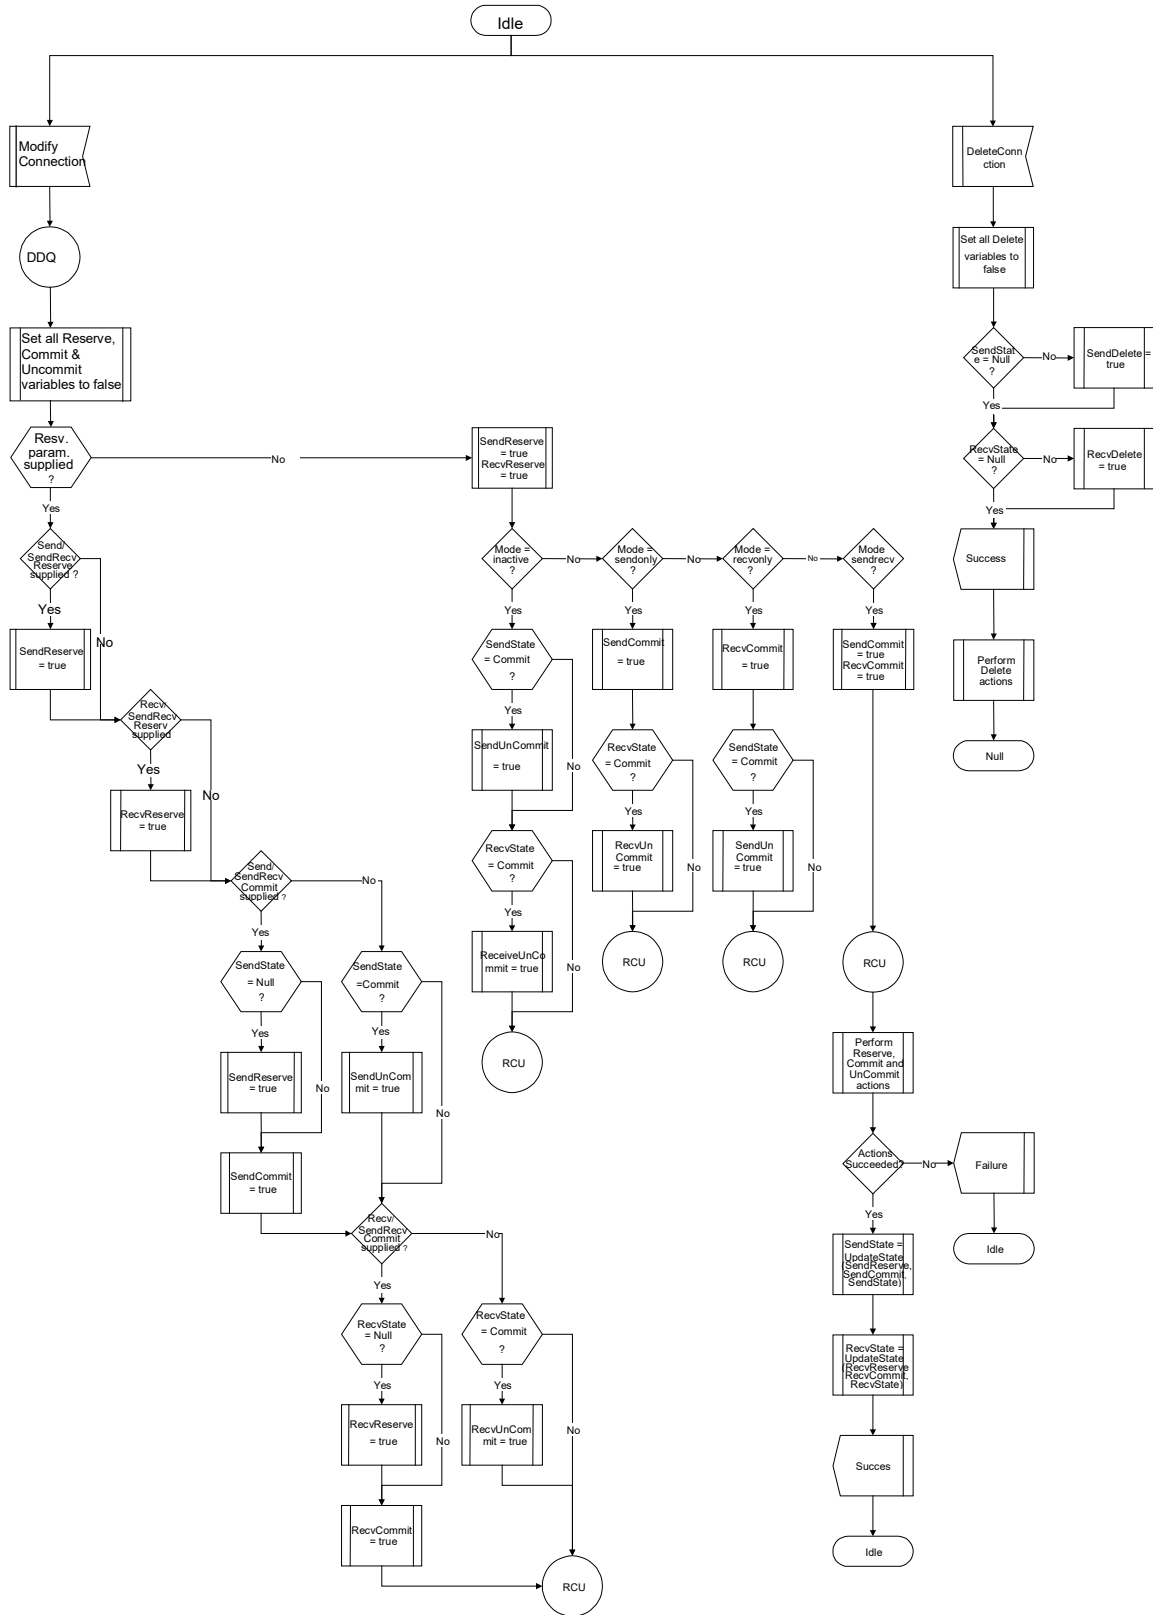 Idle
Modify
Connection
DeleteConn
ection
DDQ
Set all Delete
variables to
false
Set all Reserve,
Commit &
Uncommit
variables to false
SendStat
e = Null
?
No
SendDelete =
true
Yes
Resv.
param.
supplied
?
No
SendReserve
= true
RecvReserve
= true
RecvState
= Null
?
No
RecvDelete
= true
Yes
Yes
Send/
SendRecv
Reserve
supplied ?
Mode =
inactive
?
No
Mode =
sendonly
?
No
Mode =
recvonly
?
No
Mode
sendrecv
?
Success
Yes
No
Yes
Yes
Yes
Yes
SendReserve
= true
SendState
= Commit
?
SendCommit
= true
RecvCommit
= true
SendCommit
= true
RecvCommit
= true
Perform
Delete
actions
Recv/
SendRecv
Reserv
supplied
Yes
SendUnCommit
= true
No
RecvState
= Commit
?
SendState
= Commit
?
Null
Yes
No
RecvReserve
= true
Yes
Yes
RecvState
= Commit
?
RecvUn
Commit
= true
No
SendUn
Commit
= true
No
Send/
SendRecv
Commit
supplied ?
No
Yes
Yes
SendState
= Null
?
SendState
=Commit
?
ReceiveUnCo
mmit = true
No
RCU
RCU
RCU
Yes
Yes
SendReserve
= true
No
SendUnCom
mit = true
No
RCU
Perform
Reserve,
Commit and
UnCommit
actions
SendCommit
= true
Actions
Succeeded?
No
Failure
Yes
Recv/
SendRecv
Commit
supplied ?
No
SendState =
UpdateState
(SendReserve,
SendCommit,
SendState)
Idle
Yes
RecvState
= Null
?
RecvState
= Commit
?
RecvState =
UpdateState
(RecvReserve
RecvCommit,
RecvState)
Yes
Yes
RecvReserve
= true
No
RecvUnCom
mit = true
No
Succes
RecvCommit
= true
Idle
RCU